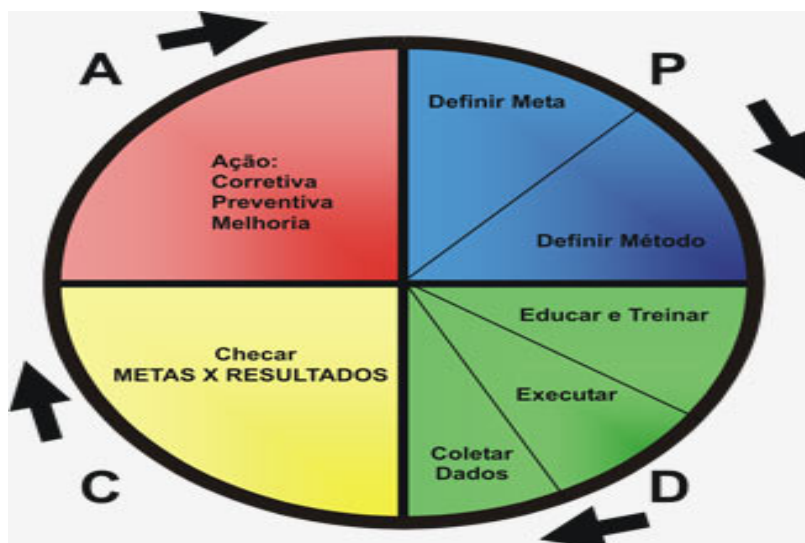 A
P
Definir Meta
Ação:
Corretiva
Preventiva
Melhoria
Definir Método
Educar e Treinar
Checar
METAS X RESULTADOS
Executar
Coletar
Dados
C
D